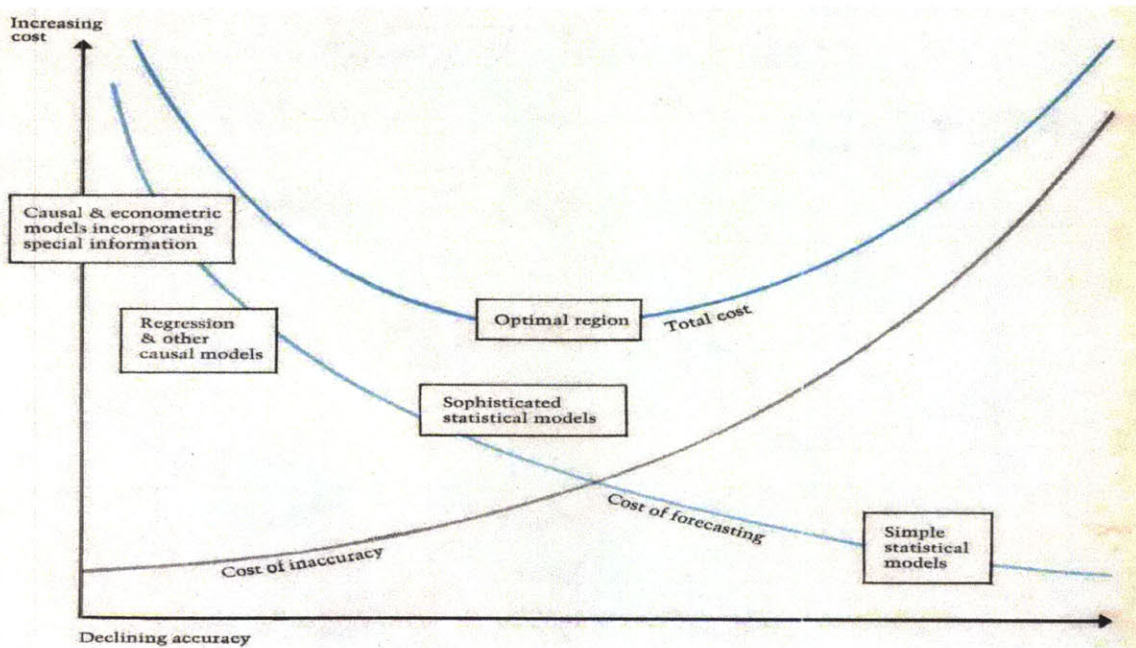 Increasing
cost
Causal & econometric
models incorporating
special information
Regression
& other
causal models
Optimal region
Total cost
Sophisticated
statistical models
Cost of forecasting
Cost of inaccuracy
Simple
statistical
models
Declining accuracy